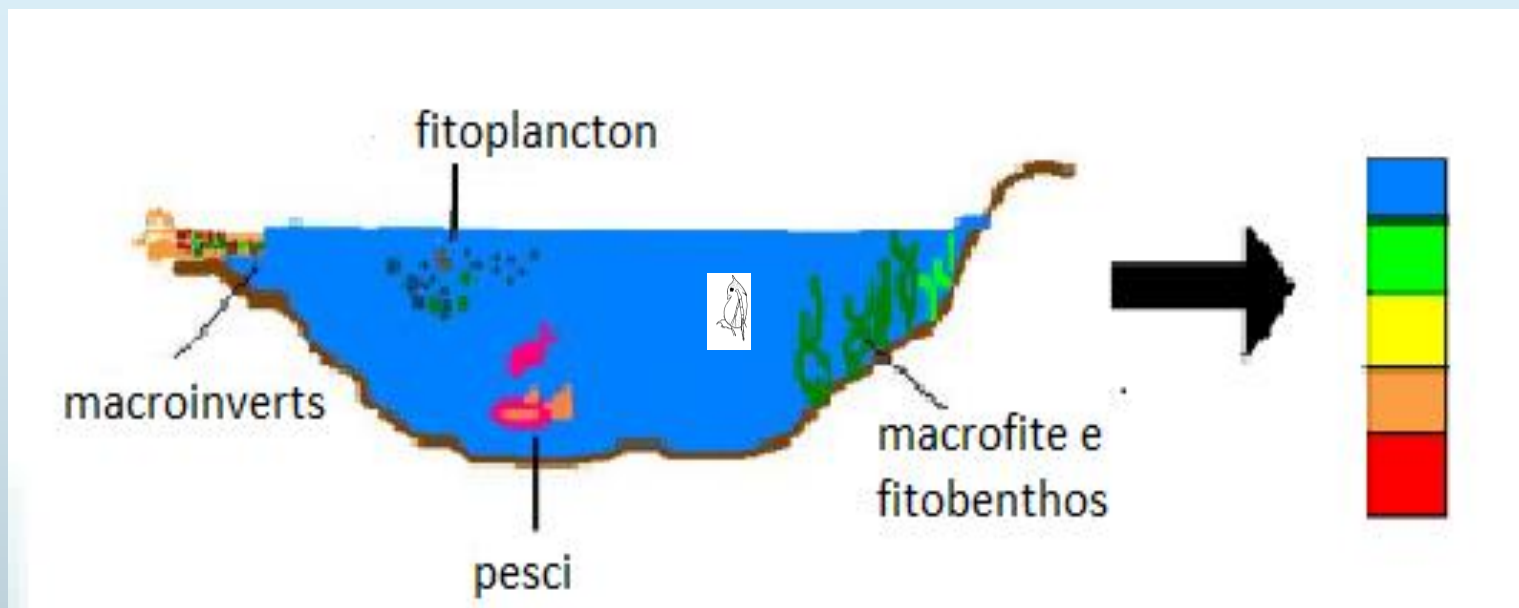 fitoplancton
macroinverts
macrofite e
fitobenthos
pesci